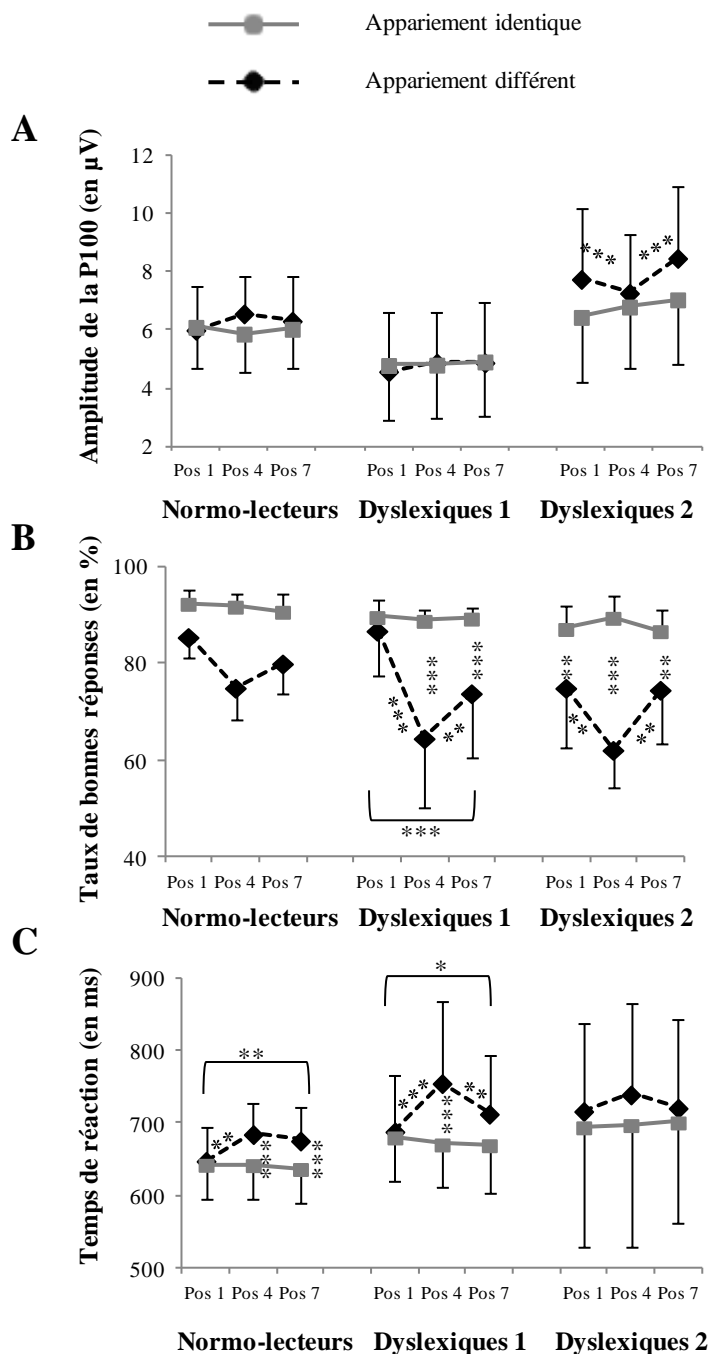 Appariement identique
Appariement différent
A
Amplitude de la P100 (en µV)
12
10
8
6
4
2
*** ***
Pos 1 Pos 4 Pos 7 Pos 1 Pos 4 Pos 7 Pos 1 Pos 4 Pos 7
Normo-lecteurs Dyslexiques 1 Dyslexiques 2
B
Taux de bonnes réponses (en %)
100
80
60
40
*** *** ** *** **
*** ** ** **
***
Pos 1 Pos 4 Pos 7 Pos 1 Pos 4 Pos 7 Pos 1 Pos 4 Pos 7
Normo-lecteurs Dyslexiques 1 Dyslexiques 2
C
Temps de réaction (en ms)
900
800
700
600
500
*
**
*** ** ***
** *** ***
Pos 1 Pos 4 Pos 7 Pos 1 Pos 4 Pos 7 Pos 1 Pos 4 Pos 7
Normo-lecteurs Dyslexiques 1 Dyslexiques 2